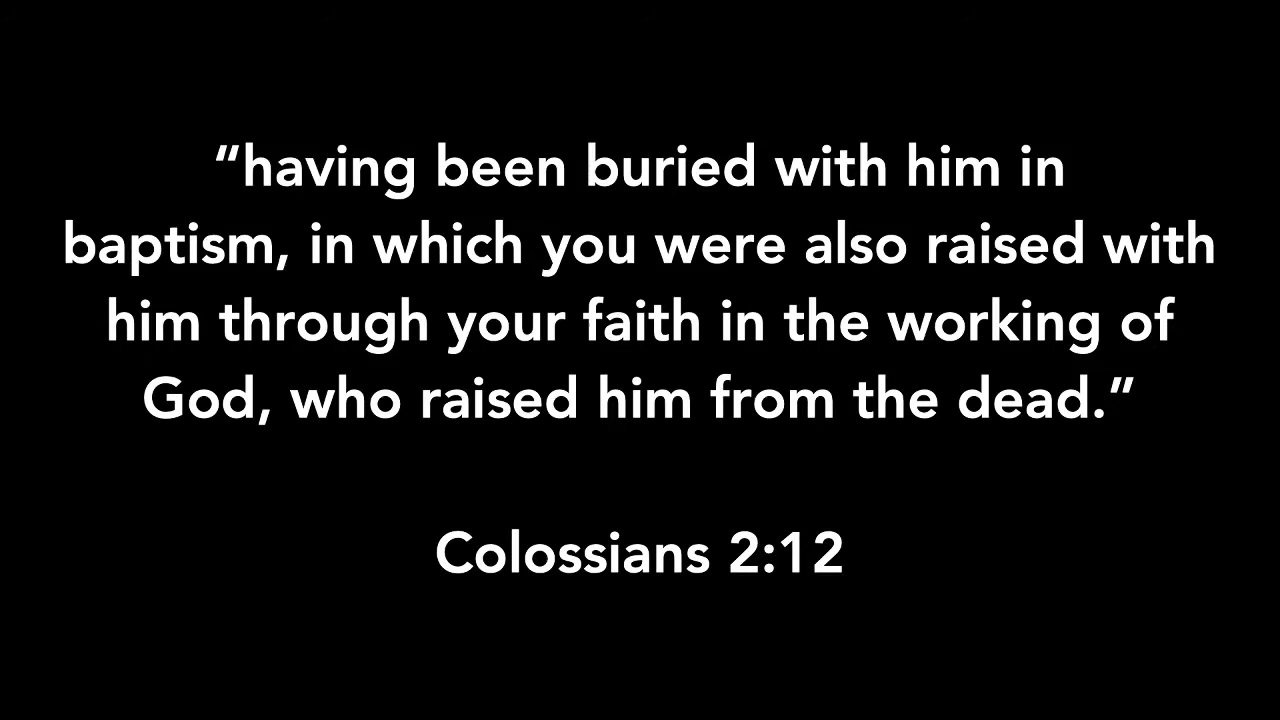 “having been buried with him in
baptism, in which you were also raised with
him through your faith in the working of
God, who raised him from the dead.”
Colossians 2:12